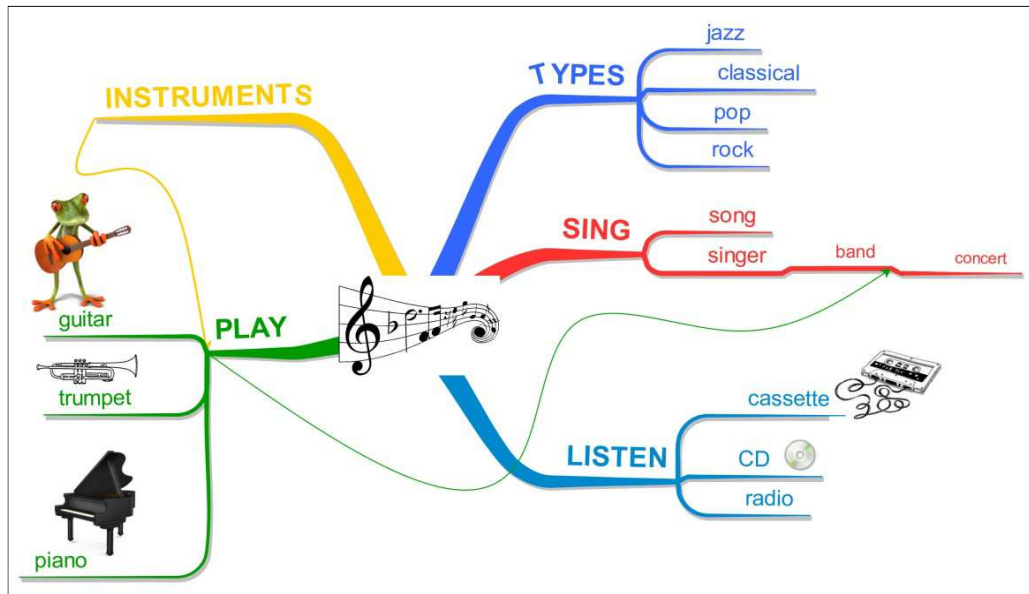 INSTRUMENTS
TYPES
jazz
classical
pop
rock
SING
song
singer
band
concert
PLAY
guitar
trumpet
piano
LISTEN
cassette
CD
radio